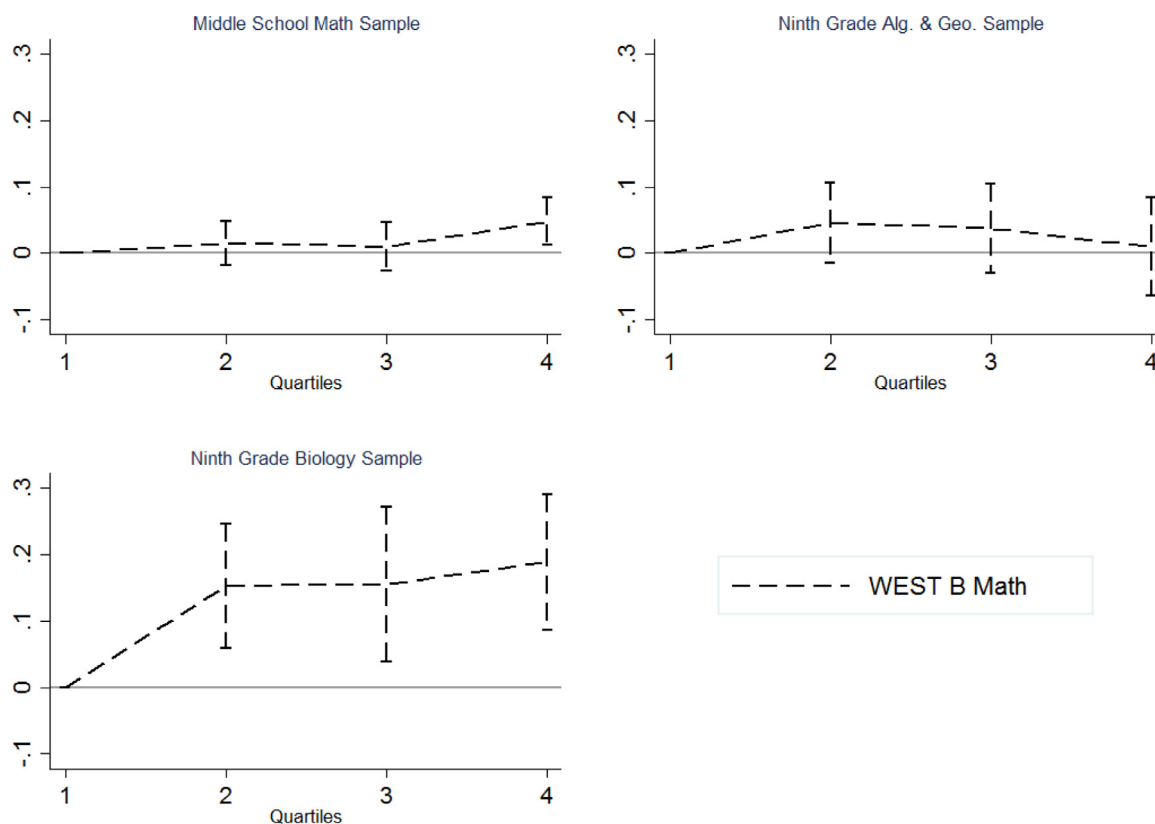 Middle School Math Sample
.3
.2
.1
0
-.1
1 2 3 4
Quartiles
Ninth Grade Alg. & Geo. Sample
.3
.2
.1
0
-.1
1 2 3 4
Quartiles
Ninth Grade Biology Sample
.3
.2
.1
0
-.1
1 2 3 4
Quartiles
WEST B Math